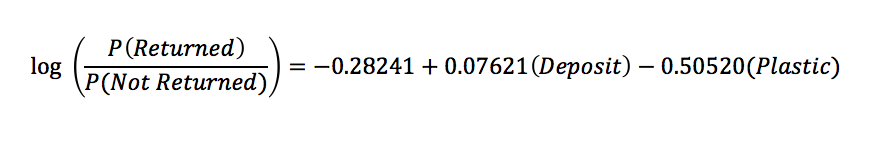 log (P(Returned) / P(Not Returned)) = −0.28241 + 0.07621(Deposit) − 0.50520(Plastic)